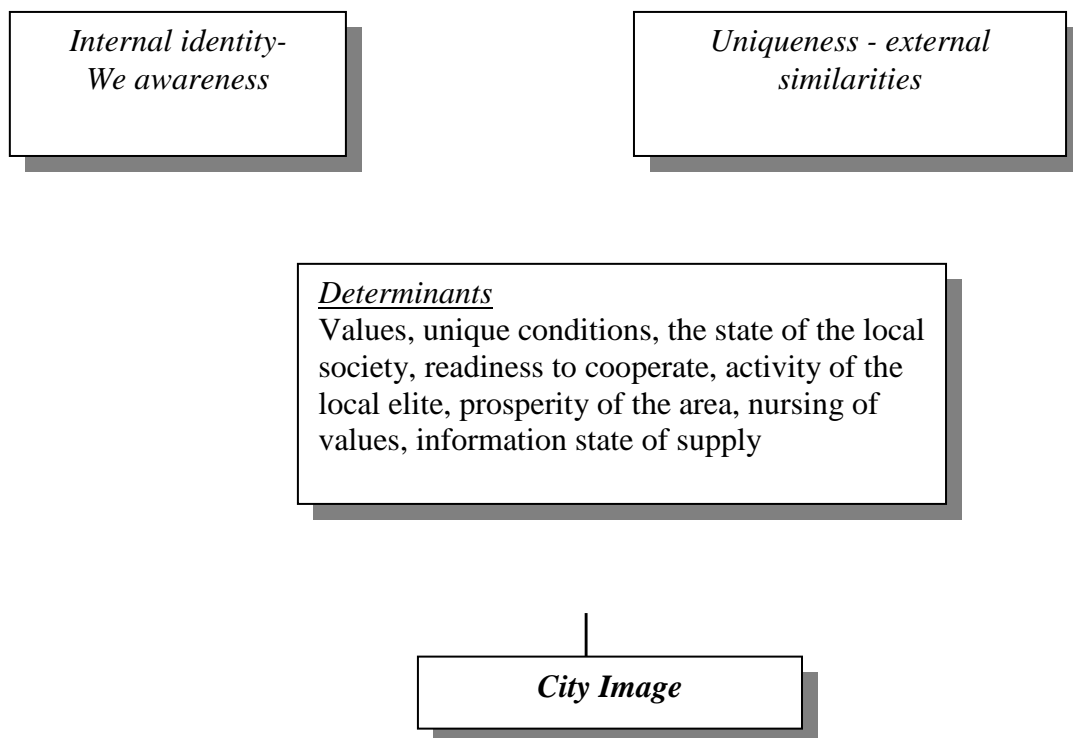 Internal identity-
We awareness
Uniqueness - external
similarities
Determinants
Values, unique conditions, the state of the local
society, readiness to cooperate, activity of the
local elite, prosperity of the area, nursing of
values, information state of supply
City Image